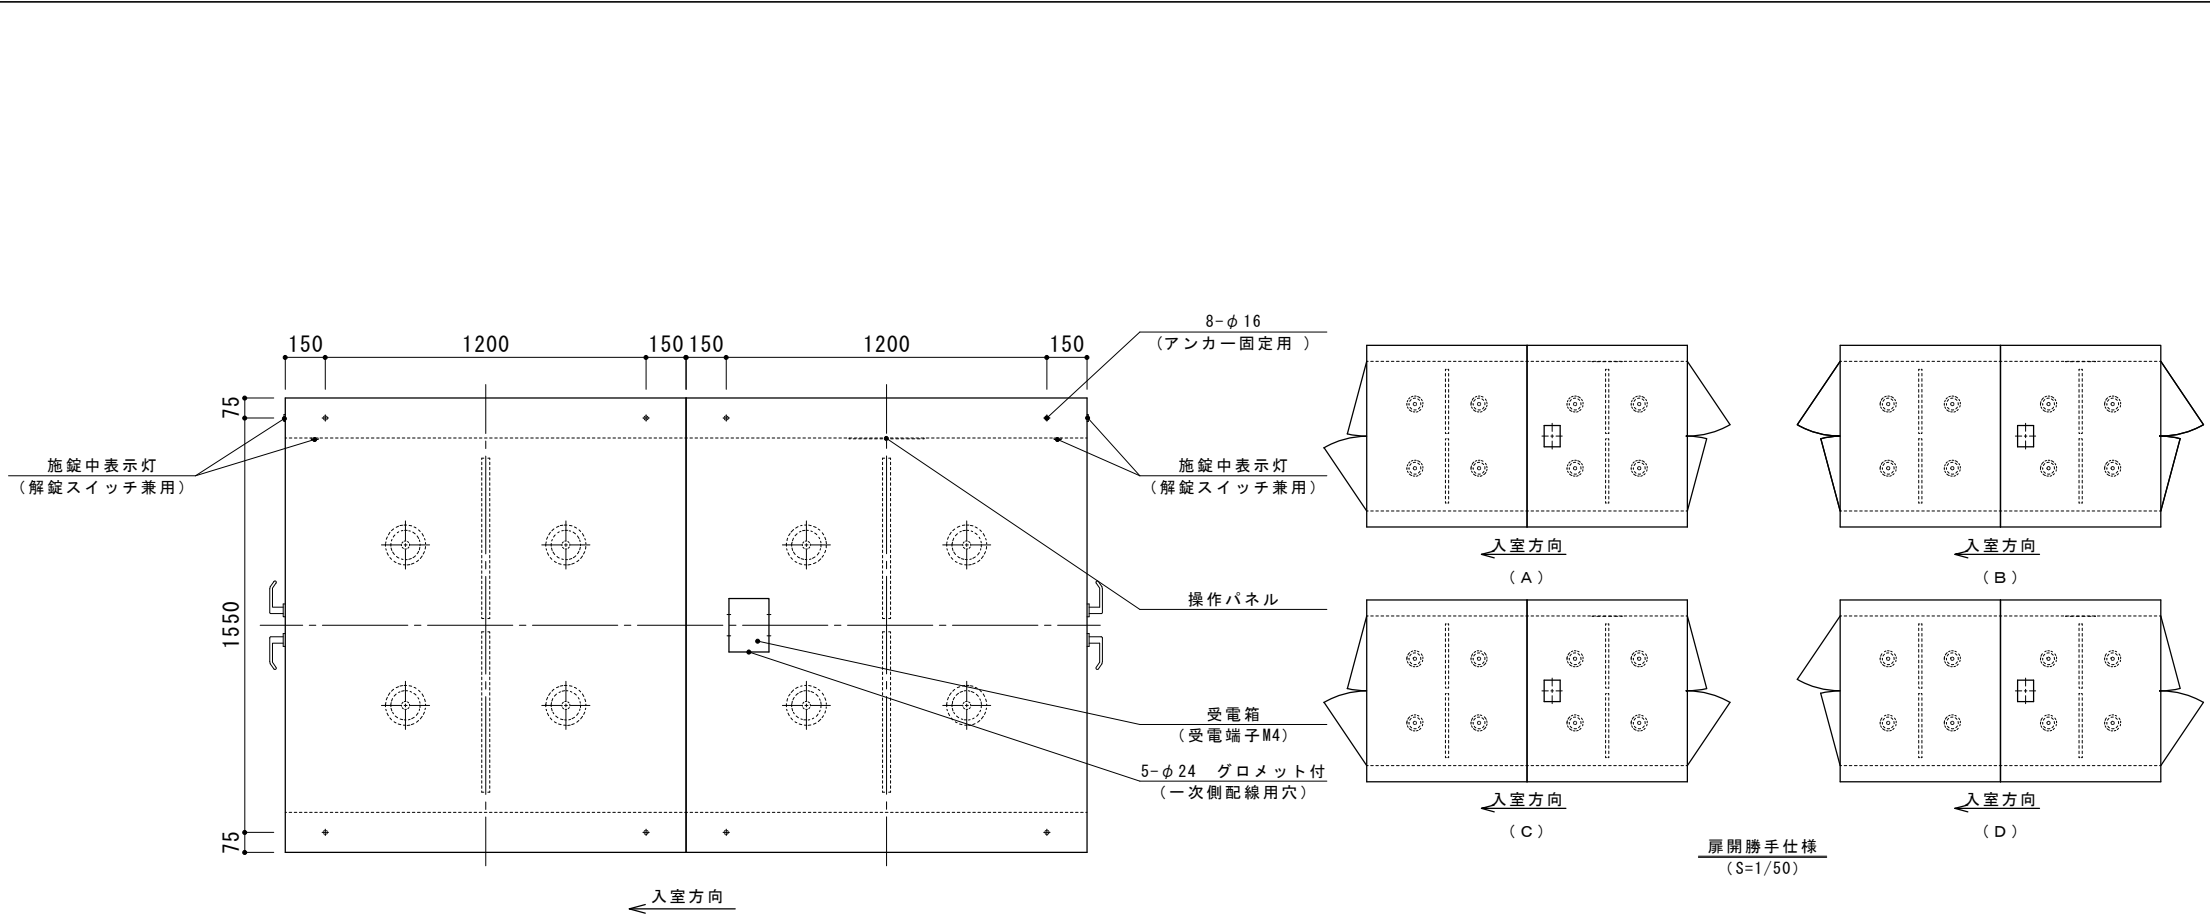 150
1200
150
150
1200
150
75
1550
75
8-φ16
（アンカー固定用 ）
施錠中表示灯
（解錠スイッチ兼用）
施錠中表示灯
（解錠スイッチ兼用）
操作パネル
受電箱
（受電端子M4）
5-φ24 グロメット付
（一次側配線用穴）
入室方向
入室方向
（A）
入室方向
（B）
入室方向
（C）
入室方向
（D）
扉開勝手仕様
（S=1/50）